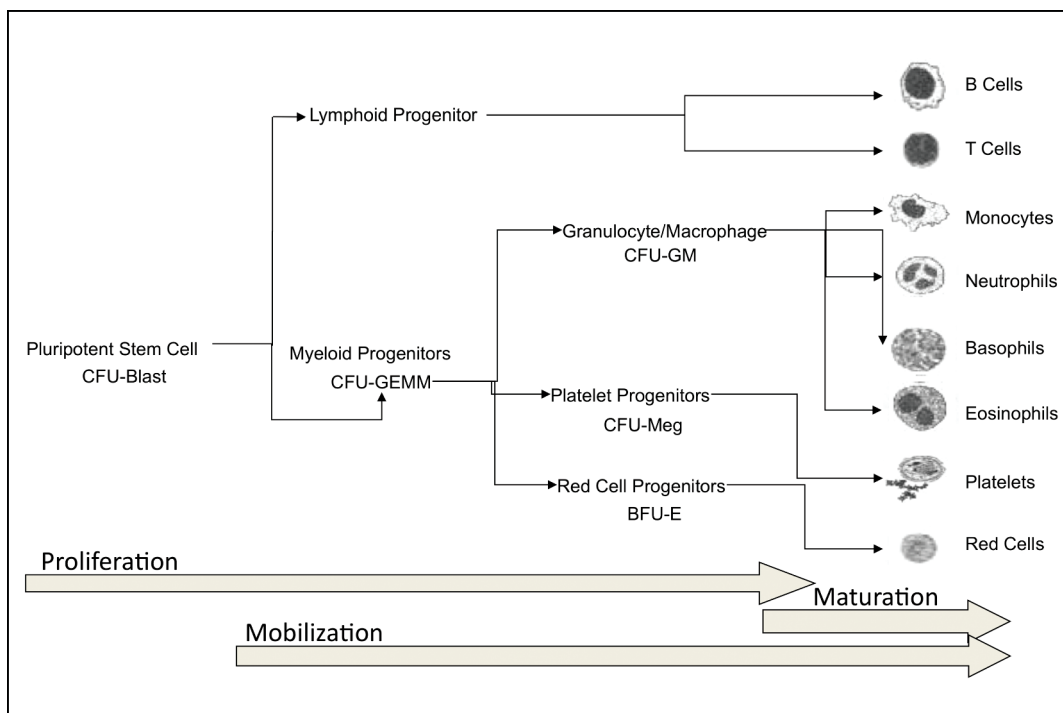 B Cells
Lymphoid Progenitor
T Cells
Monocytes
Granulocyte/Macrophage
CFU-GM
Neutrophils
Pluripotent Stem Cell
CFU-Blast
Myeloid Progenitors
CFU-GEMM
Basophils
Platelet Progenitors
CFU-Meg
Eosinophils
Red Cell Progenitors
BFU-E
Platelets
Red Cells
Proliferation
Maturation
Mobilization